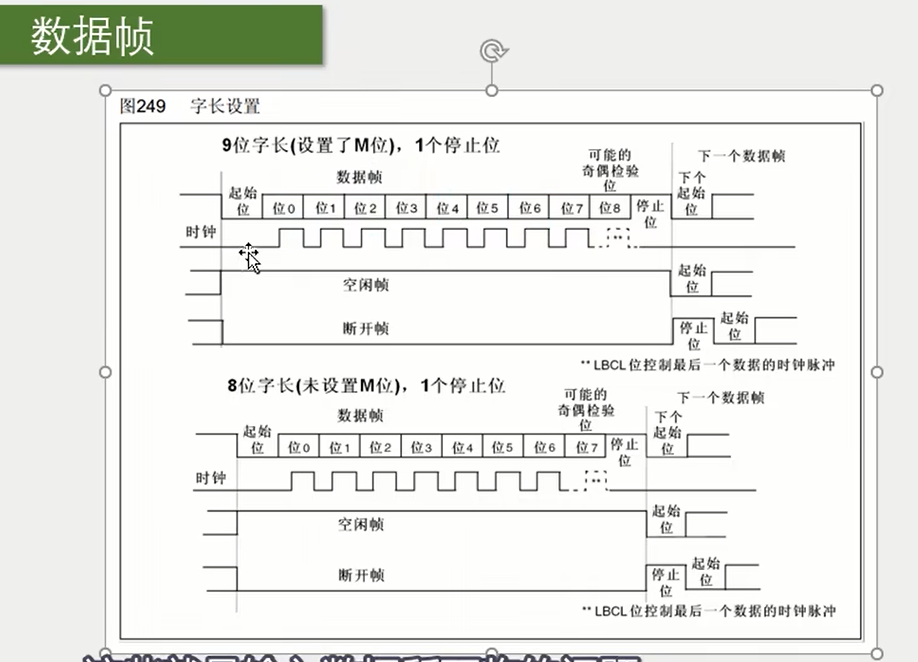 数据帧
图249 字长设置
9位字长(设置了M位)，1个停止位
可能的
奇偶检验
位
下一个数据帧
数据帧
起始
位
位0
位1
位2
位3
位4
位5
位6
位7
位8
停止
位
下个
起始
位
时钟
**
空闲帧
起始
位
断开帧
停止
位
起始
位
** LBCL位控制最后一个数据的时钟脉冲
8位字长(未设置M位)，1个停止位
可能的
奇偶检验
位
下一个数据帧
数据帧
起始
位
位0
位1
位2
位3
位4
位5
位6
位7
停止
位
下个
起始
位
时钟
**
空闲帧
起始
位
断开帧
停止
位
起始
位
** LBCL位控制最后一个数据的时钟脉冲